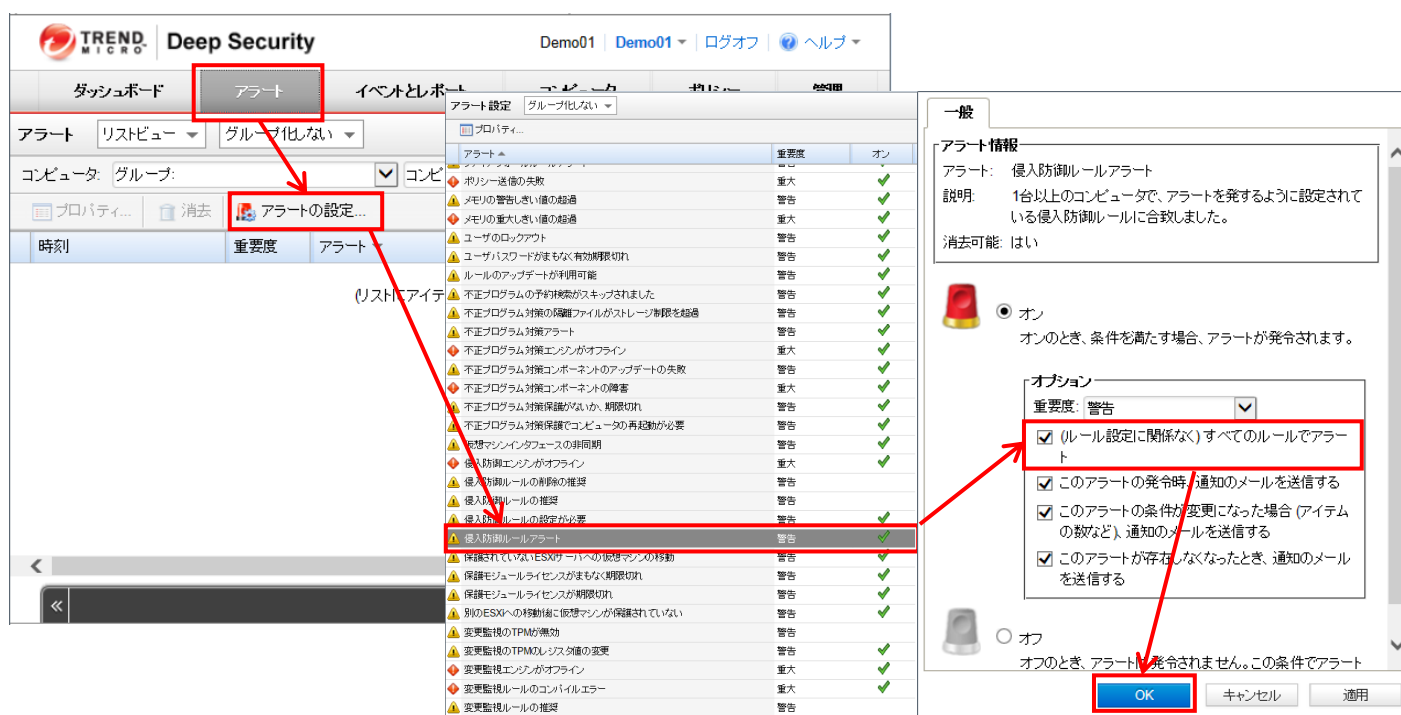 TREND MICRO Deep Security
Demo01 Demo01 ログオフ ヘルプ
ダッシュボード アラート イベントとレポート コンピュータ ポリシー 管理
アラート リストビュー グループ化しない
コンピュータ: グループ: コンピ
プロパティ... 消去 アラートの設定...
時刻 重要度 アラート
(リストにアイテ
アラート設定 グループ化しない
プロパティ...
アラート 重要度 オン
ポリシー送信の失敗 重大
メモリの警告しきい値の超過 警告
メモリの重大しきい値の超過 重大
ユーザのロックアウト 警告
ユーザパスワードがまもなく有効期限切れ 警告
ルールのアップデートが利用可能 警告
不正プログラムの予約検索がスキップされました 警告
不正プログラム対策の隔離ファイルがストレージ制限を超過 警告
不正プログラム対策アラート 警告
不正プログラム対策エンジンがオフライン 重大
不正プログラム対策コンポーネントのアップデートの失敗 警告
不正プログラム対策コンポーネントの障害 重大
不正プログラム対策保護がないか、期限切れ 警告
不正プログラム対策保護でコンピュータの再起動が必要 警告
仮想マシンインタフェースの非同期 警告
侵入防御エンジンがオフライン 重大
侵入防御ルールの削除の推奨 警告
侵入防御ルールの推奨 警告
侵入防御ルールの設定が必要 警告
侵入防御ルールアラート 警告
保護されていないESXiサーバへの仮想マシンの移動 警告
保護モジュールライセンスがまもなく期限切れ 警告
保護モジュールライセンスが期限切れ 警告
別のESXiへの移動後に仮想マシンが保護されていない 警告
変更監視のTPMが無効 警告
変更監視のTPMのレジスタ値の変更 警告
変更監視エンジンがオフライン 重大
変更監視ルールのコンパイルエラー 重大
変更監視ルールの推奨 警告
一般
アラート情報
アラート: 侵入防御ルールアラート
説明: 1台以上のコンピュータで、アラートを発するように設定されて
いる侵入防御ルールに合致しました。
消去可能: はい
オン
オンのとき、条件を満たす場合、アラートが発令されます。
オプション
重要度: 警告
(ルール設定に関係なく) すべてのルールでアラー
ト
このアラートの発令時、通知のメールを送信する
このアラートの条件が変更になった場合 (アイテム
の数など)、通知のメールを送信する
このアラートが存在しなくなったとき、通知のメール
を送信する
オフ
オフのとき、アラートは発令されません。この条件でアラート
OK キャンセル 適用